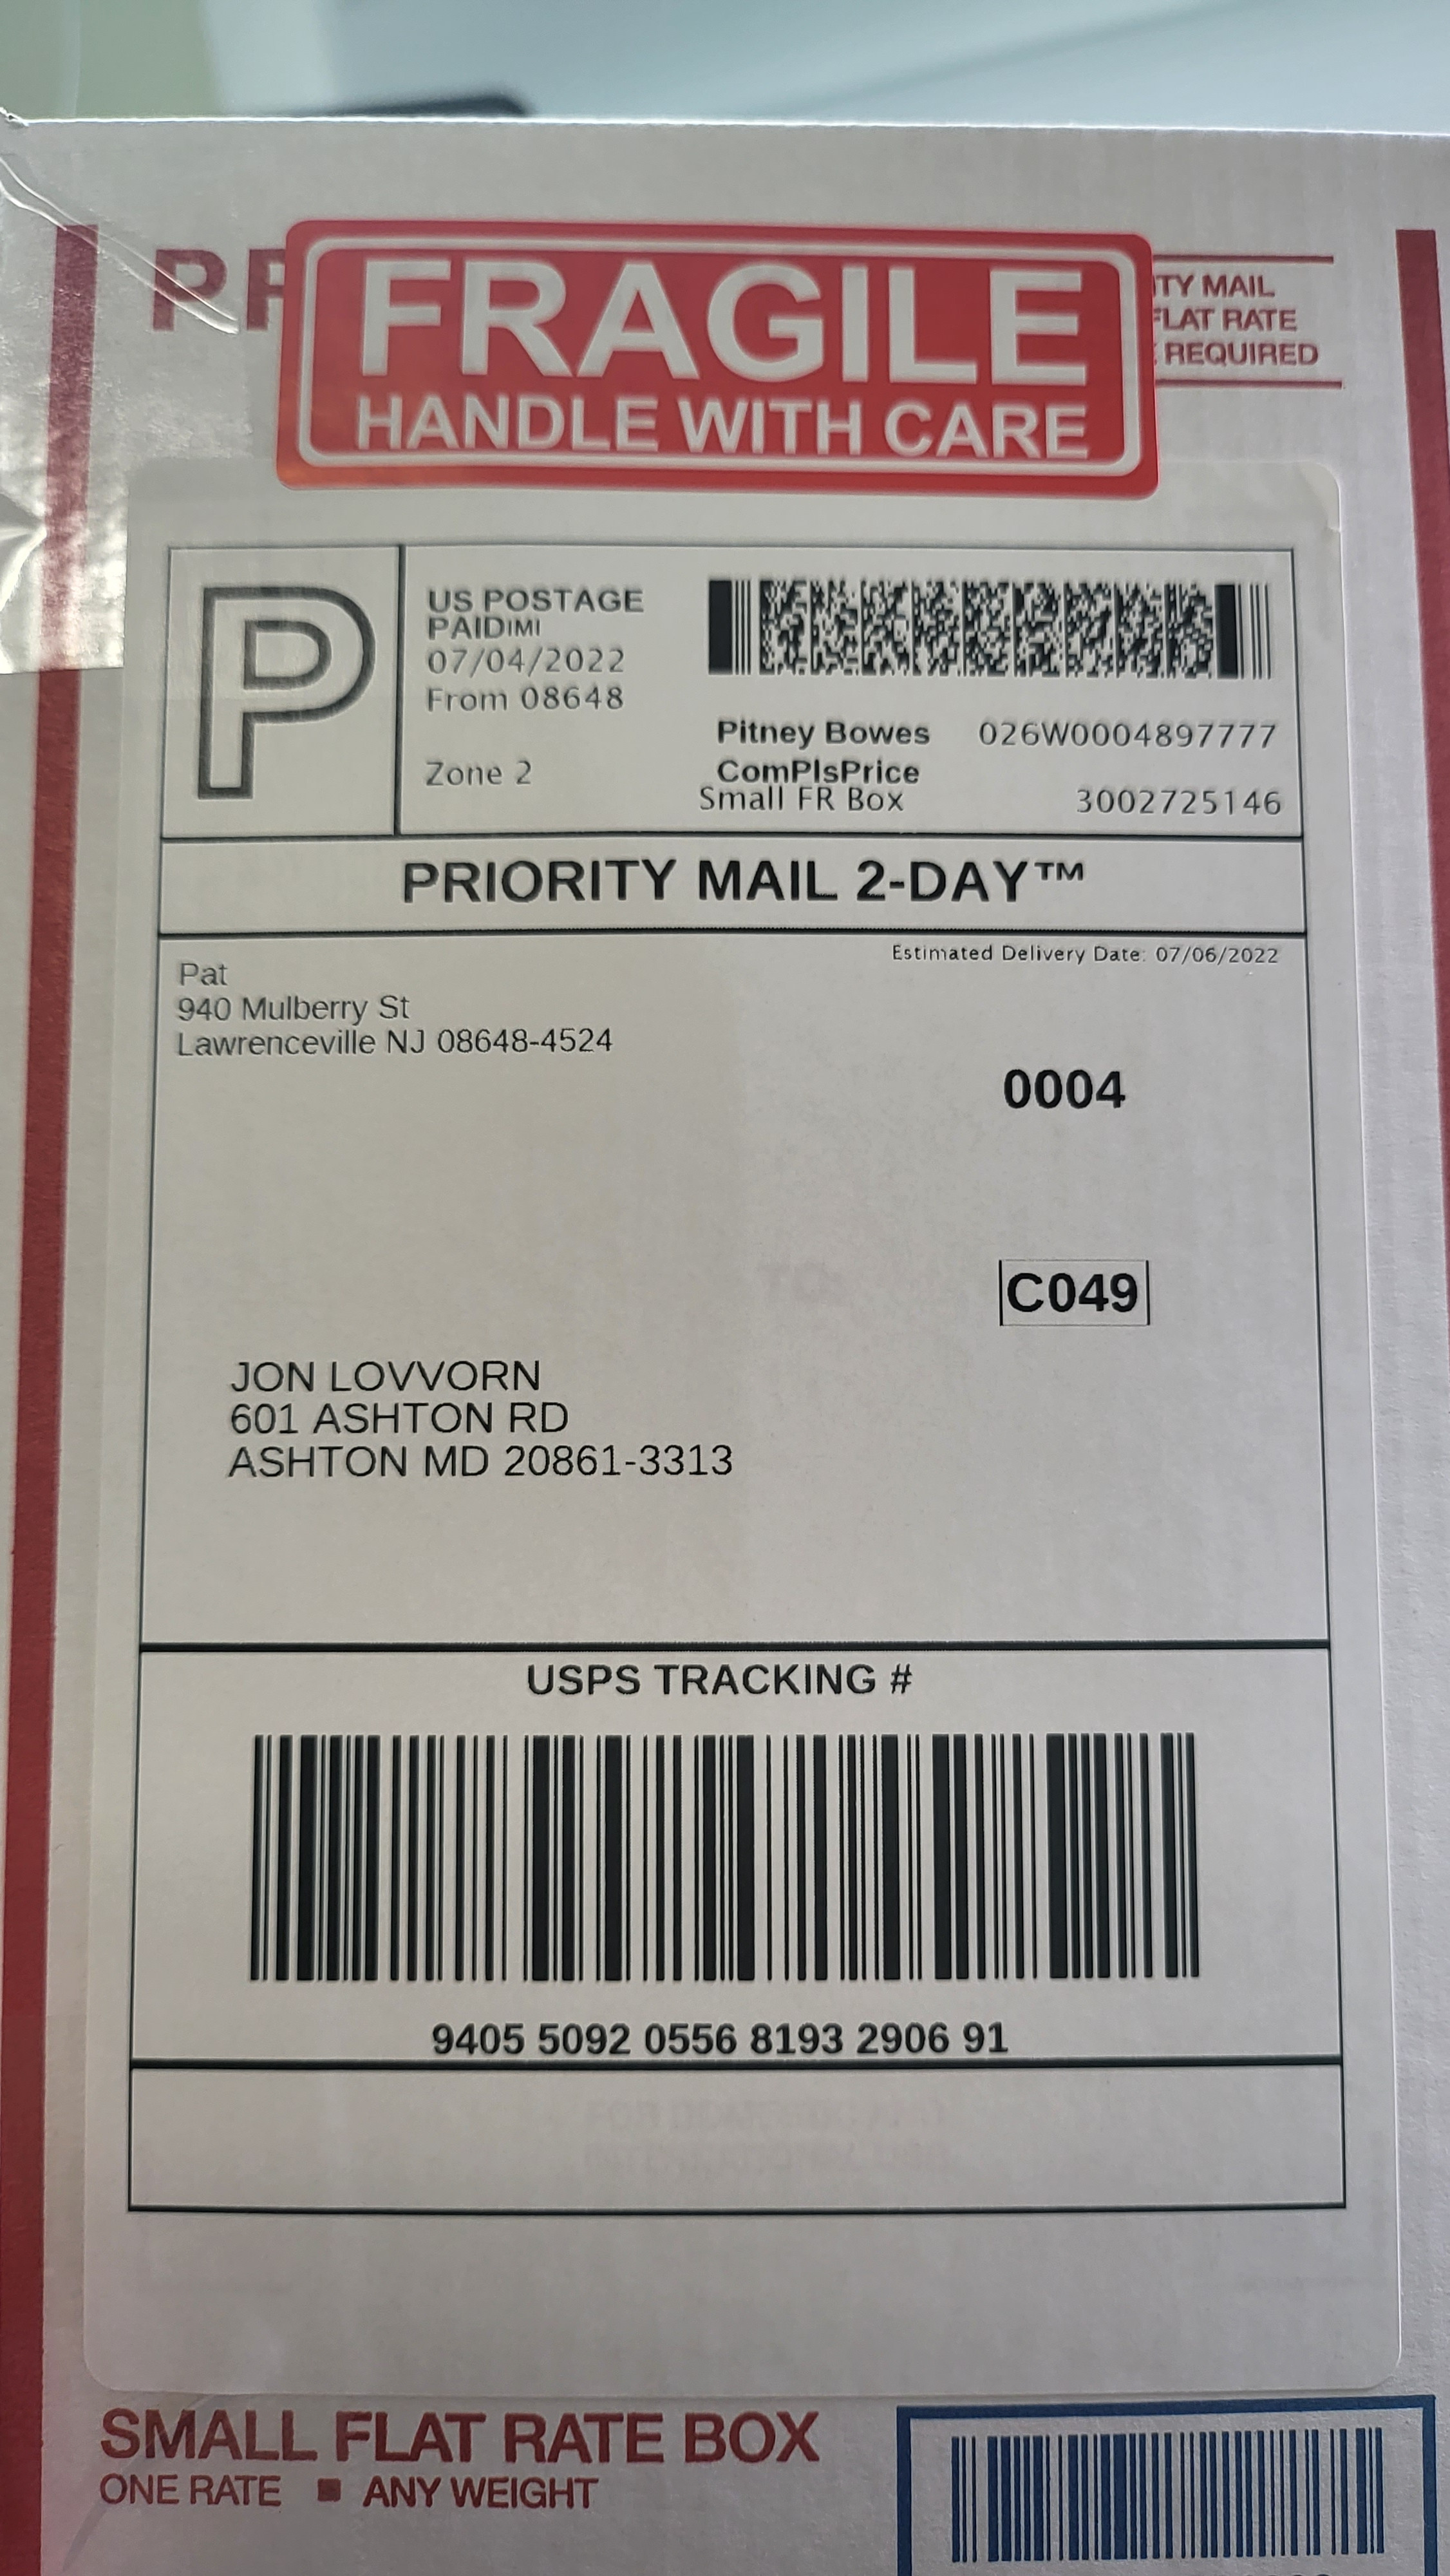 FRAGILE
HANDLE WITH CARE
MAIL
FLAT RATE
REQUIRED
P
US POSTAGE
PAIDIMI
07/04/2022
From 08648
Zone 2
Pitney Bowes 026W0004897777
ComPlsPrice
Small FR Box 3002725146
PRIORITY MAIL 2-DAY™
Estimated Delivery Date: 07/06/2022
Pat
940 Mulberry St
Lawrenceville NJ 08648-4524
0004
C049
JON LOVVORN
601 ASHTON RD
ASHTON MD 20861-3313
USPS TRACKING #
9405 5092 0556 8193 2906 91
SMALL FLAT RATE BOX
ONE RATE ■ ANY WEIGHT